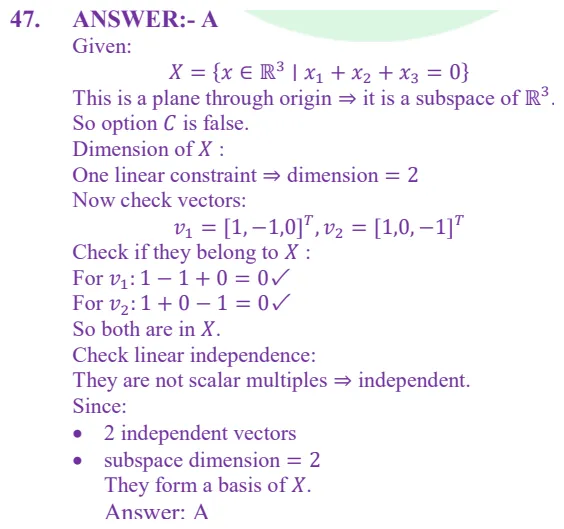 47. ANSWER:- A
Given:
X = {x ∈ ℝ³ | x₁ + x₂ + x₃ = 0}
This is a plane through origin ⇒ it is a subspace of ℝ³.
So option C is false.
Dimension of X :
One linear constraint ⇒ dimension = 2
Now check vectors:
v₁ = [1, −1,0]ᵀ, v₂ = [1,0, −1]ᵀ
Check if they belong to X :
For v₁: 1 − 1 + 0 = 0✓
For v₂: 1 + 0 − 1 = 0✓
So both are in X.
Check linear independence:
They are not scalar multiples ⇒ independent.
Since:
• 2 independent vectors
• subspace dimension = 2
They form a basis of X.
Answer: A